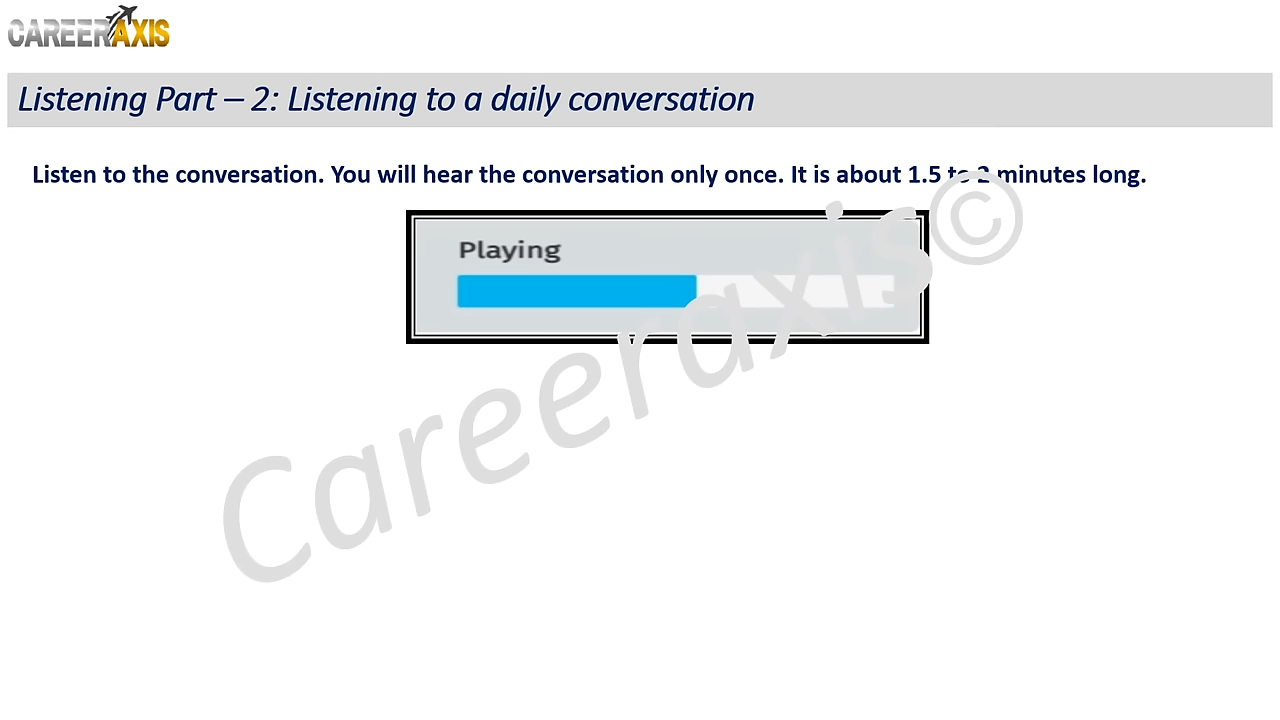 CAREERAXIS
Listening Part – 2: Listening to a daily conversation
Listen to the conversation. You will hear the conversation only once. It is about 1.5 to 2 minutes long.
Playing
Careeraxis©